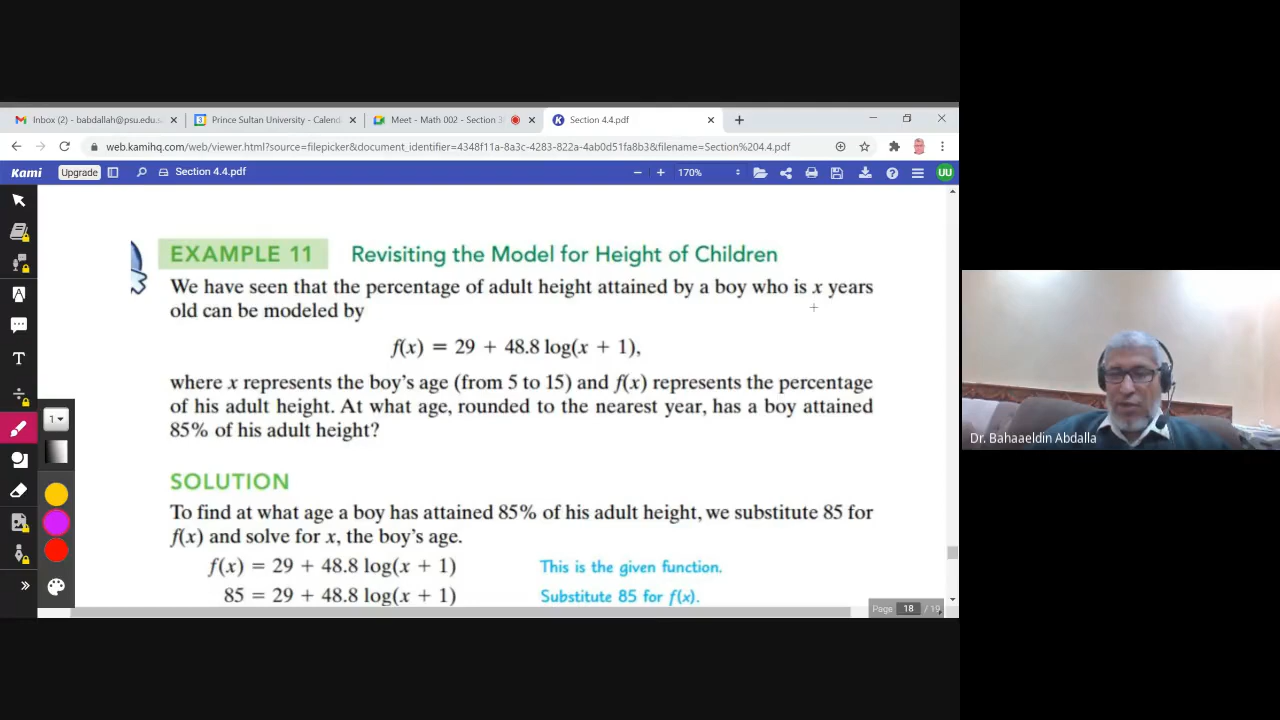 Inbox (2) - babdallah@psu.edu.s
Prince Sultan University - Calend
Meet - Math 002 - Section 3
Section 4.4.pdf
web.kamihq.com/web/viewer.html?source=filepicker&document_identifier=4348f11a-8a3c-4283-822a-4ab0d51fa8b3&filename=Section%204.4.pdf
Kami
Upgrade
Section 4.4.pdf
170%
UU
EXAMPLE 11 Revisiting the Model for Height of Children
We have seen that the percentage of adult height attained by a boy who is x years
old can be modeled by
f(x) = 29 + 48.8 log(x + 1),
where x represents the boy's age (from 5 to 15) and f(x) represents the percentage
of his adult height. At what age, rounded to the nearest year, has a boy attained
85% of his adult height?
SOLUTION
To find at what age a boy has attained 85% of his adult height, we substitute 85 for
f(x) and solve for x, the boy's age.
f(x) = 29 + 48.8 log(x + 1) This is the given function.
85 = 29 + 48.8 log(x + 1) Substitute 85 for f(x).
Page 18 / 19
1
Dr. Bahaaeldin Abdalla